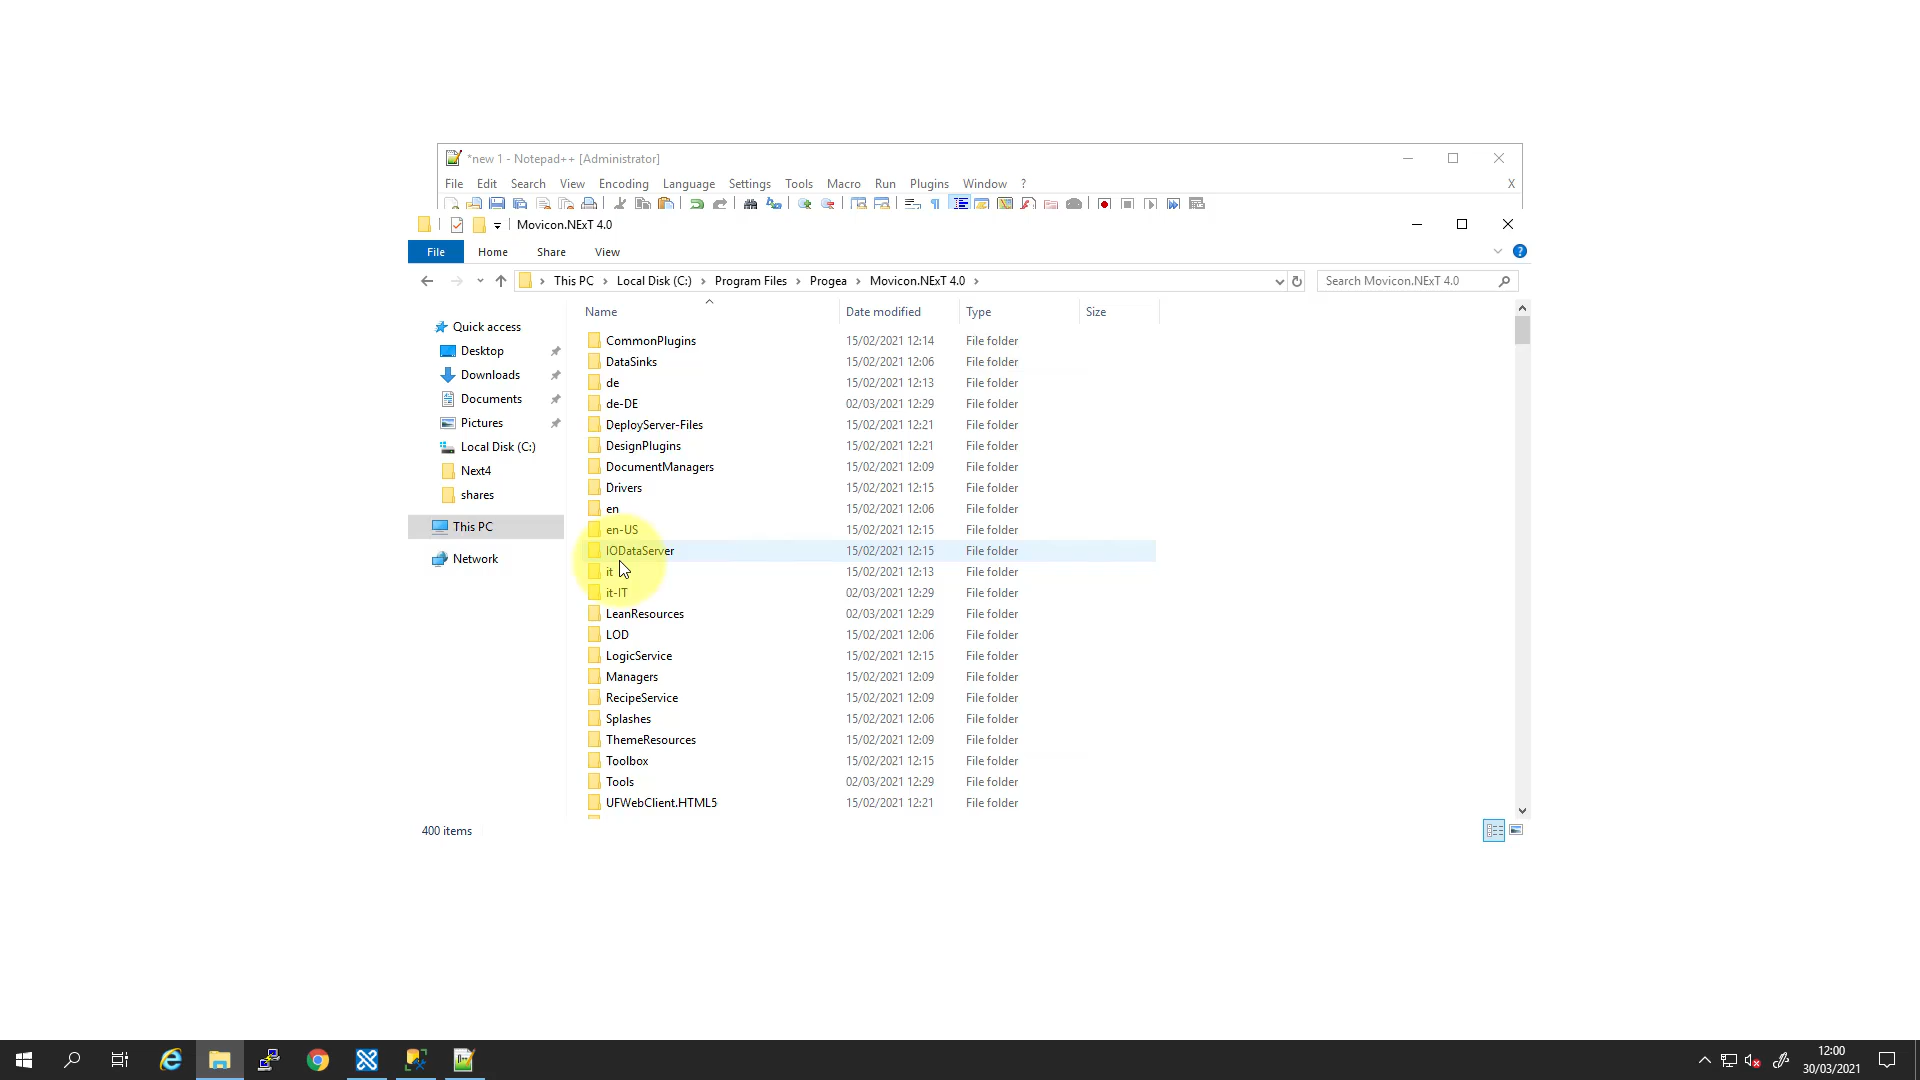 *new 1 - Notepad++ [Administrator]
File Edit Search View Encoding Language Settings Tools Macro Run Plugins Window ? X
Movicon.NExT 4.0
File Home Share View
This PC Local Disk (C:) Program Files Progea Movicon.NExT 4.0 Search Movicon.NExT 4.0
Name Date modified Type Size
Quick access
Desktop
Downloads
Documents
Pictures
Local Disk (C:)
Next4
shares
This PC
Network
CommonPlugins 15/02/2021 12:14 File folder
DataSinks 15/02/2021 12:06 File folder
de 15/02/2021 12:13 File folder
de-DE 02/03/2021 12:29 File folder
DeployServer-Files 15/02/2021 12:21 File folder
DesignPlugins 15/02/2021 12:21 File folder
DocumentManagers 15/02/2021 12:09 File folder
Drivers 15/02/2021 12:15 File folder
en 15/02/2021 12:06 File folder
en-US 15/02/2021 12:15 File folder
IODataServer 15/02/2021 12:15 File folder
it 15/02/2021 12:13 File folder
it-IT 02/03/2021 12:29 File folder
LeanResources 02/03/2021 12:29 File folder
LOD 15/02/2021 12:06 File folder
LogicService 15/02/2021 12:15 File folder
Managers 15/02/2021 12:09 File folder
RecipeService 15/02/2021 12:09 File folder
Splashes 15/02/2021 12:06 File folder
ThemeResources 15/02/2021 12:09 File folder
Toolbox 15/02/2021 12:15 File folder
Tools 02/03/2021 12:29 File folder
UFWebClient.HTML5 15/02/2021 12:21 File folder
400 items
12:00
30/03/2021